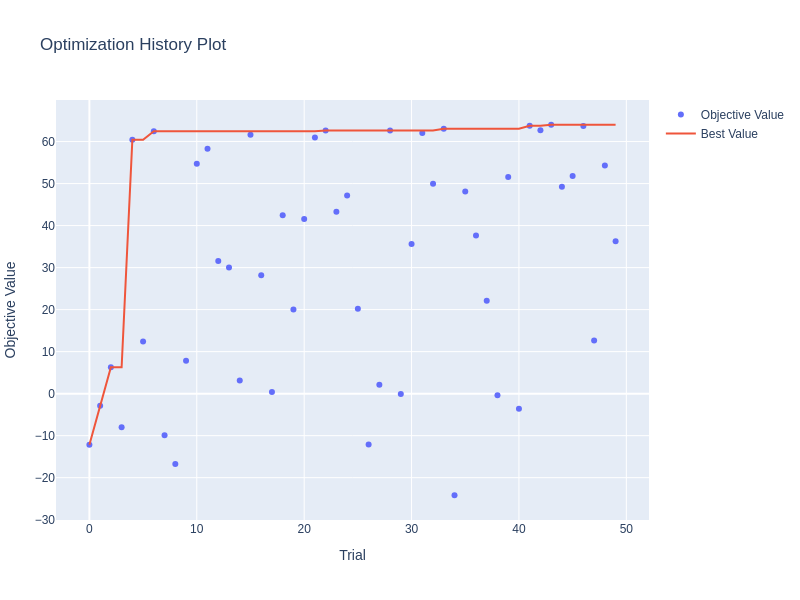 Optimization History Plot
Objective Value
Best Value
60
50
40
30
20
10
0
−10
−20
−30
Objective Value
0 10 20 30 40 50
Trial